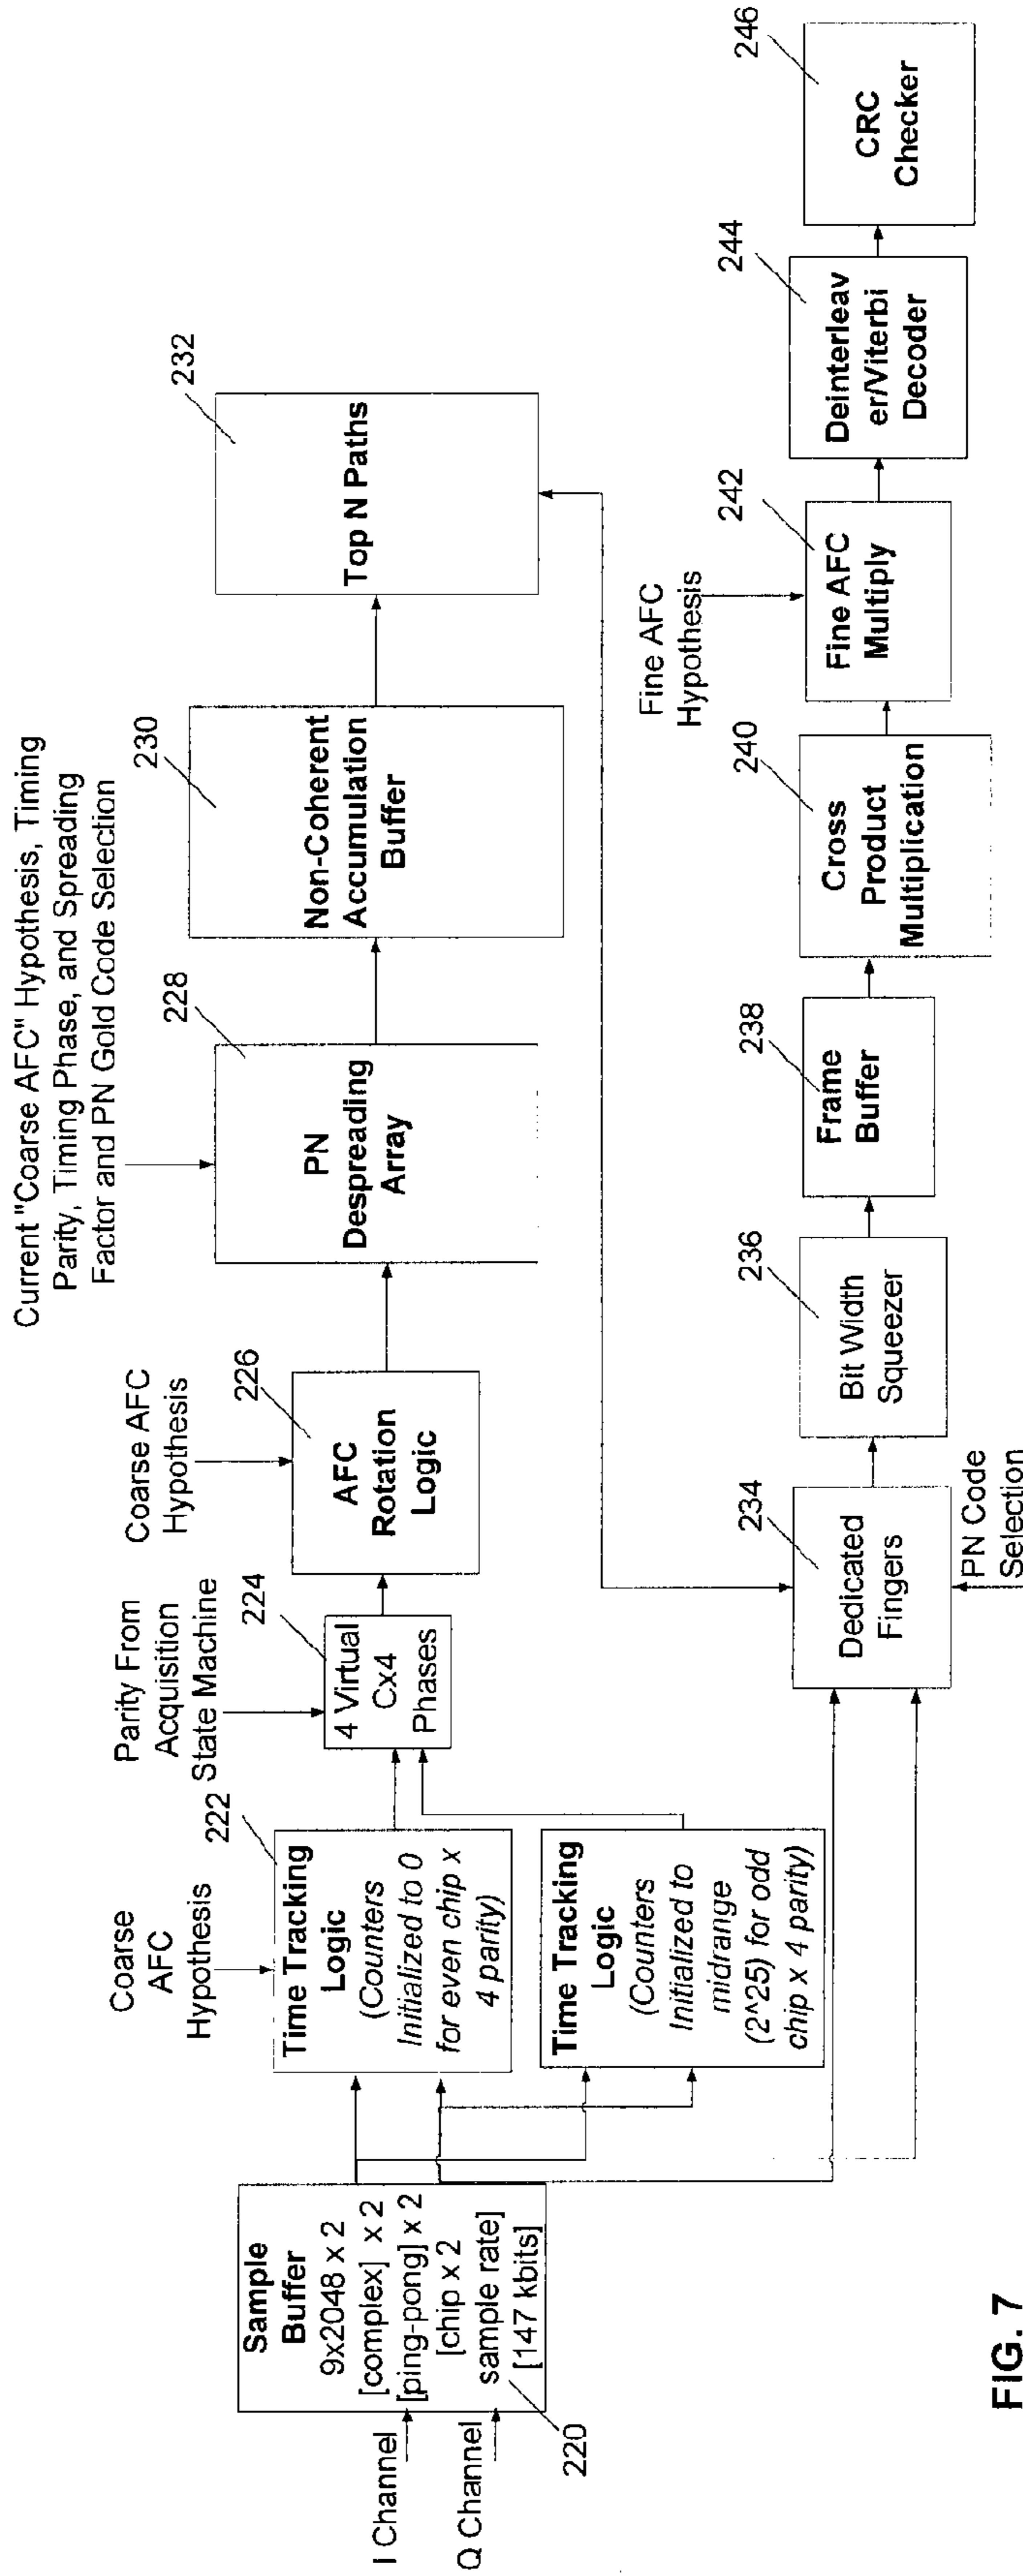 I Channel
Q Channel
Sample
Buffer
9x2048 x 2
[complex] x 2
[ping-pong] x 2
[chip x 2
sample rate]
[147 kbits]
220
Coarse
AFC
Hypothesis
222
Time Tracking
Logic
(Counters
Initialized to 0
for even chip x
4 parity)
Time Tracking
Logic
(Counters
Initialized to
midrange
(2^25) for odd
chip x 4 parity)
Parity From
Acquisition
State Machine
224
4 Virtual
Cx4
Phases
Coarse AFC
Hypothesis
226
AFC
Rotation
Logic
Current "Coarse AFC" Hypothesis, Timing
Parity, Timing Phase, and Spreading
Factor and PN Gold Code Selection
228
PN
Despreading
Array
230
Non-Coherent
Accumulation
Buffer
232
Top N Paths
234
Dedicated
Fingers
PN Code
Selection
236
Bit Width
Squeezer
238
Frame
Buffer
240
Cross
Product
Multiplication
Fine AFC
Hypothesis
242
Fine AFC
Multiply
244
Deinterleav
er/Viterbi
Decoder
246
CRC
Checker
FIG. 7